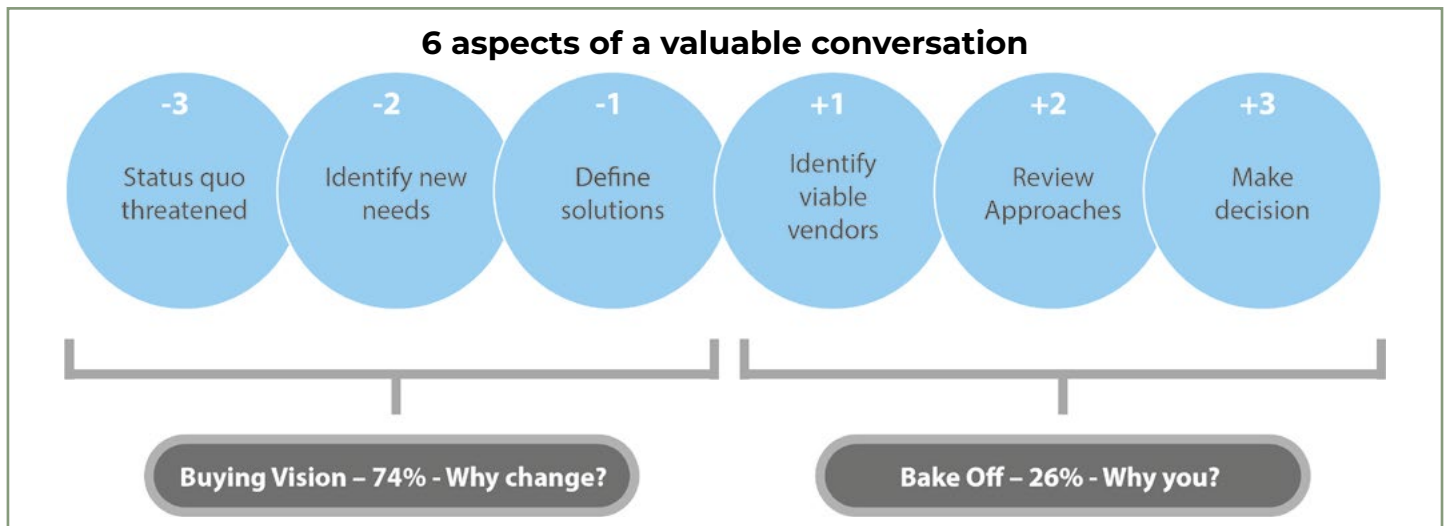 6 aspects of a valuable conversation
-3
Status quo
threatened
-2
Identify new
needs
-1
Define
solutions
+1
Identify
viable
vendors
+2
Review
Approaches
+3
Make
decision
Buying Vision – 74% - Why change?
Bake Off – 26% - Why you?